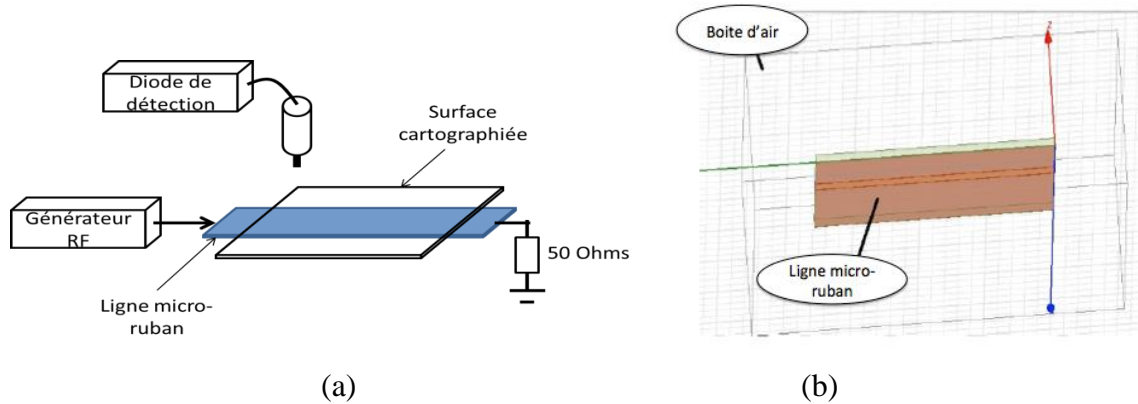 Diode de
détection
Surface
cartographiée
Générateur
RF
50 Ohms
Ligne micro-
ruban
(a)
Boite d'air
z
Ligne micro-
ruban
(b)